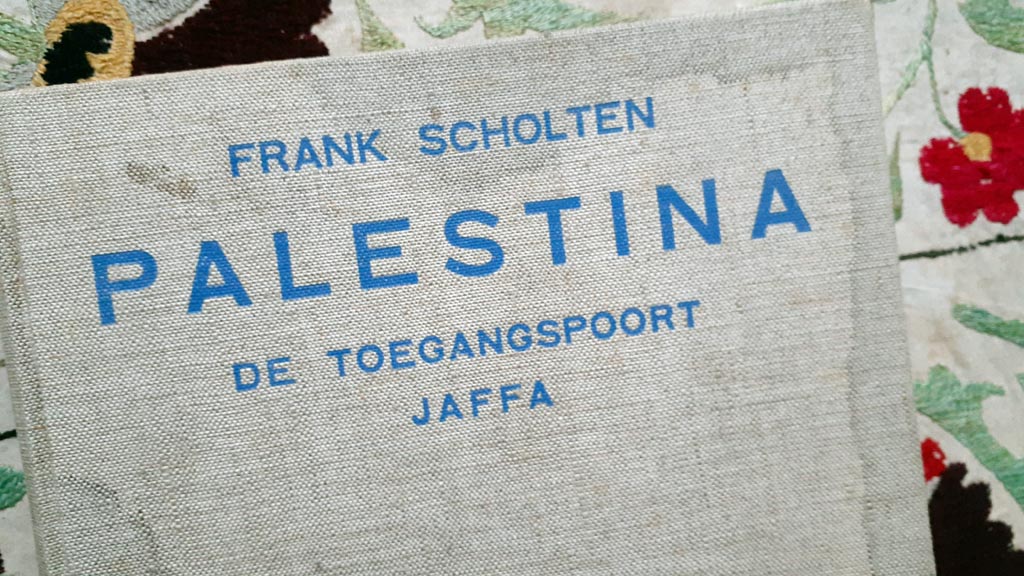 FRANK SCHOLTEN
PALESTINA
DE TOEGANGSPOORT
JAFFA